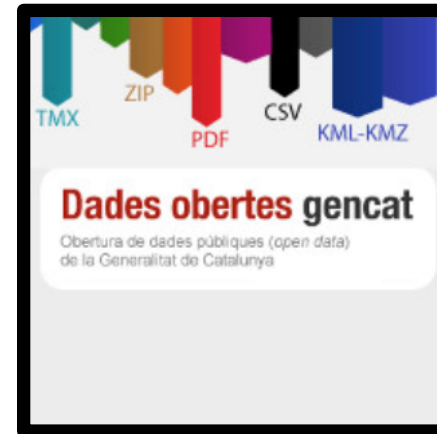 TMX
ZIP
PDF
CSV
KML-KMZ
Dades obertes gencat
Obertura de dades públiques (open data)
de la Generalitat de Catalunya